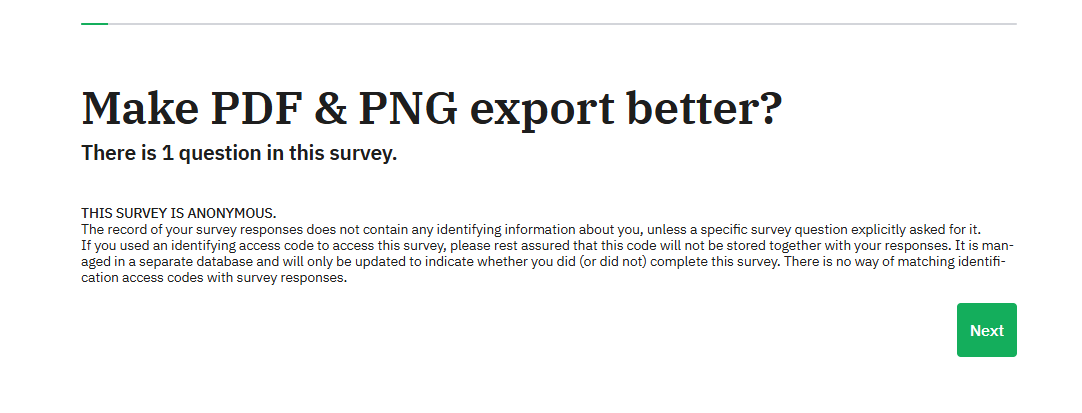 Make PDF & PNG export better?
There is 1 question in this survey.
THIS SURVEY IS ANONYMOUS.
The record of your survey responses does not contain any identifying information about you, unless a specific survey question explicitly asked for it.
If you used an identifying access code to access this survey, please rest assured that this code will not be stored together with your responses. It is man-
aged in a separate database and will only be updated to indicate whether you did (or did not) complete this survey. There is no way of matching identifi-
cation access codes with survey responses.
Next